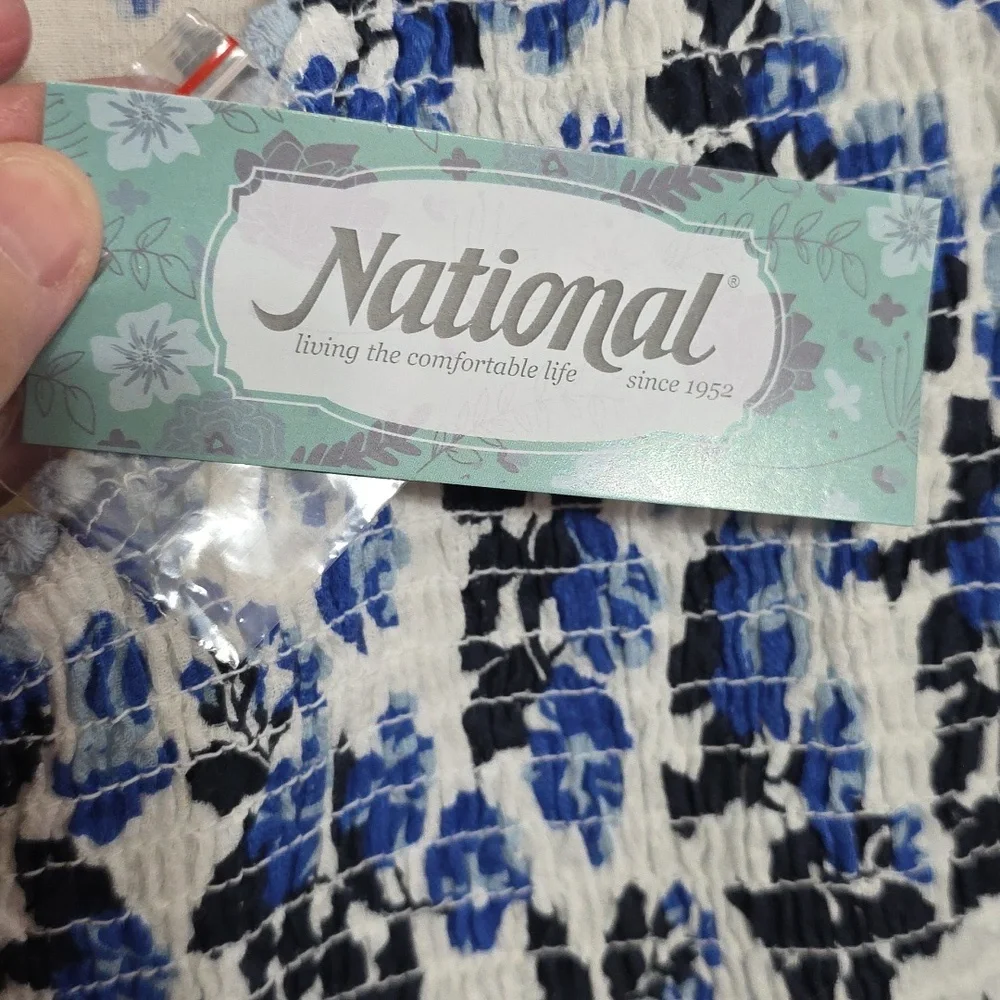 National®
living the comfortable life
since 1952